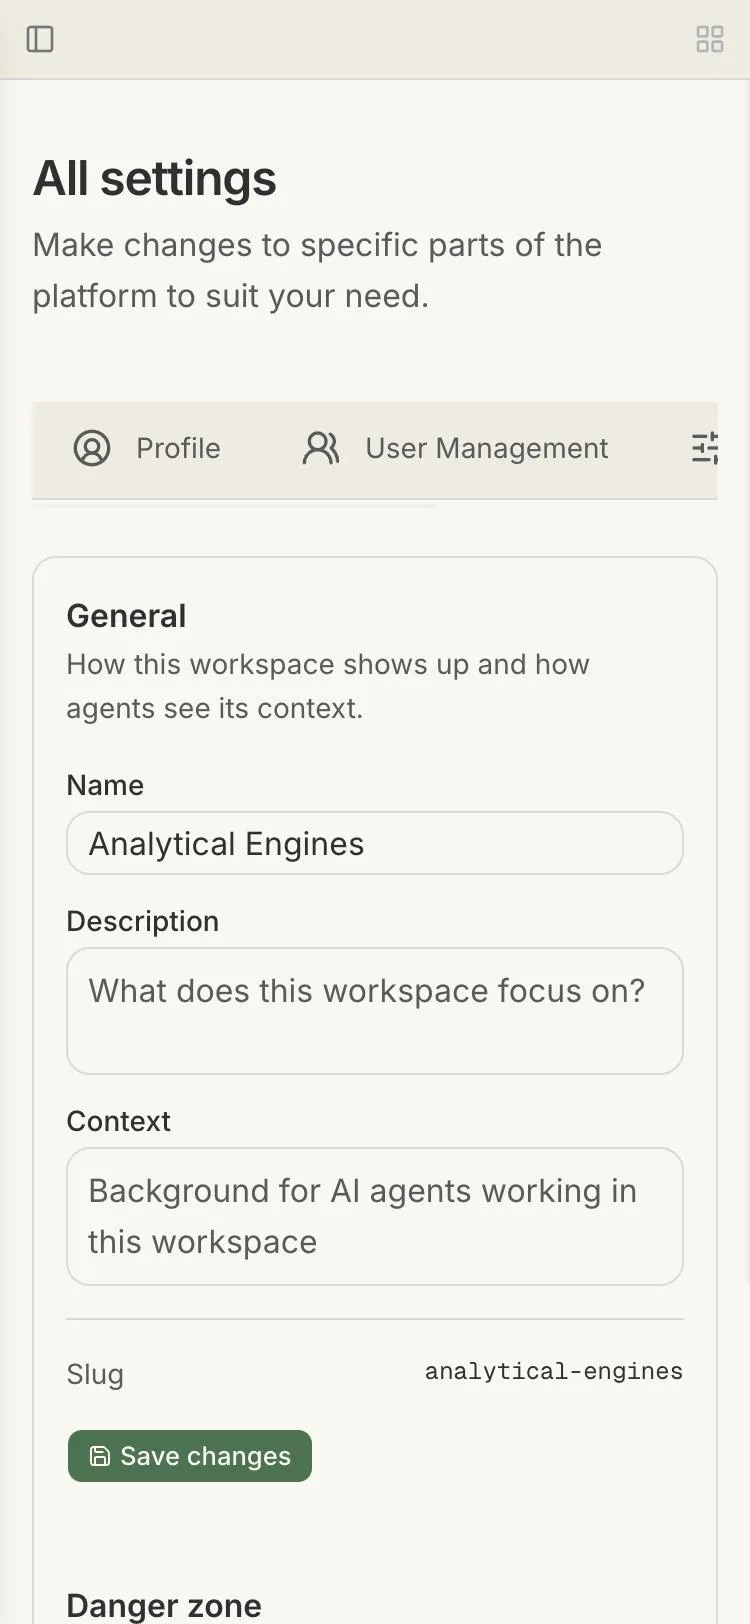 All settings
Make changes to specific parts of the
platform to suit your need.
Profile
User Management
General
How this workspace shows up and how
agents see its context.
Name
Analytical Engines
Description
What does this workspace focus on?
Context
Background for AI agents working in
this workspace
Slug
analytical-engines
Save changes
Danger zone